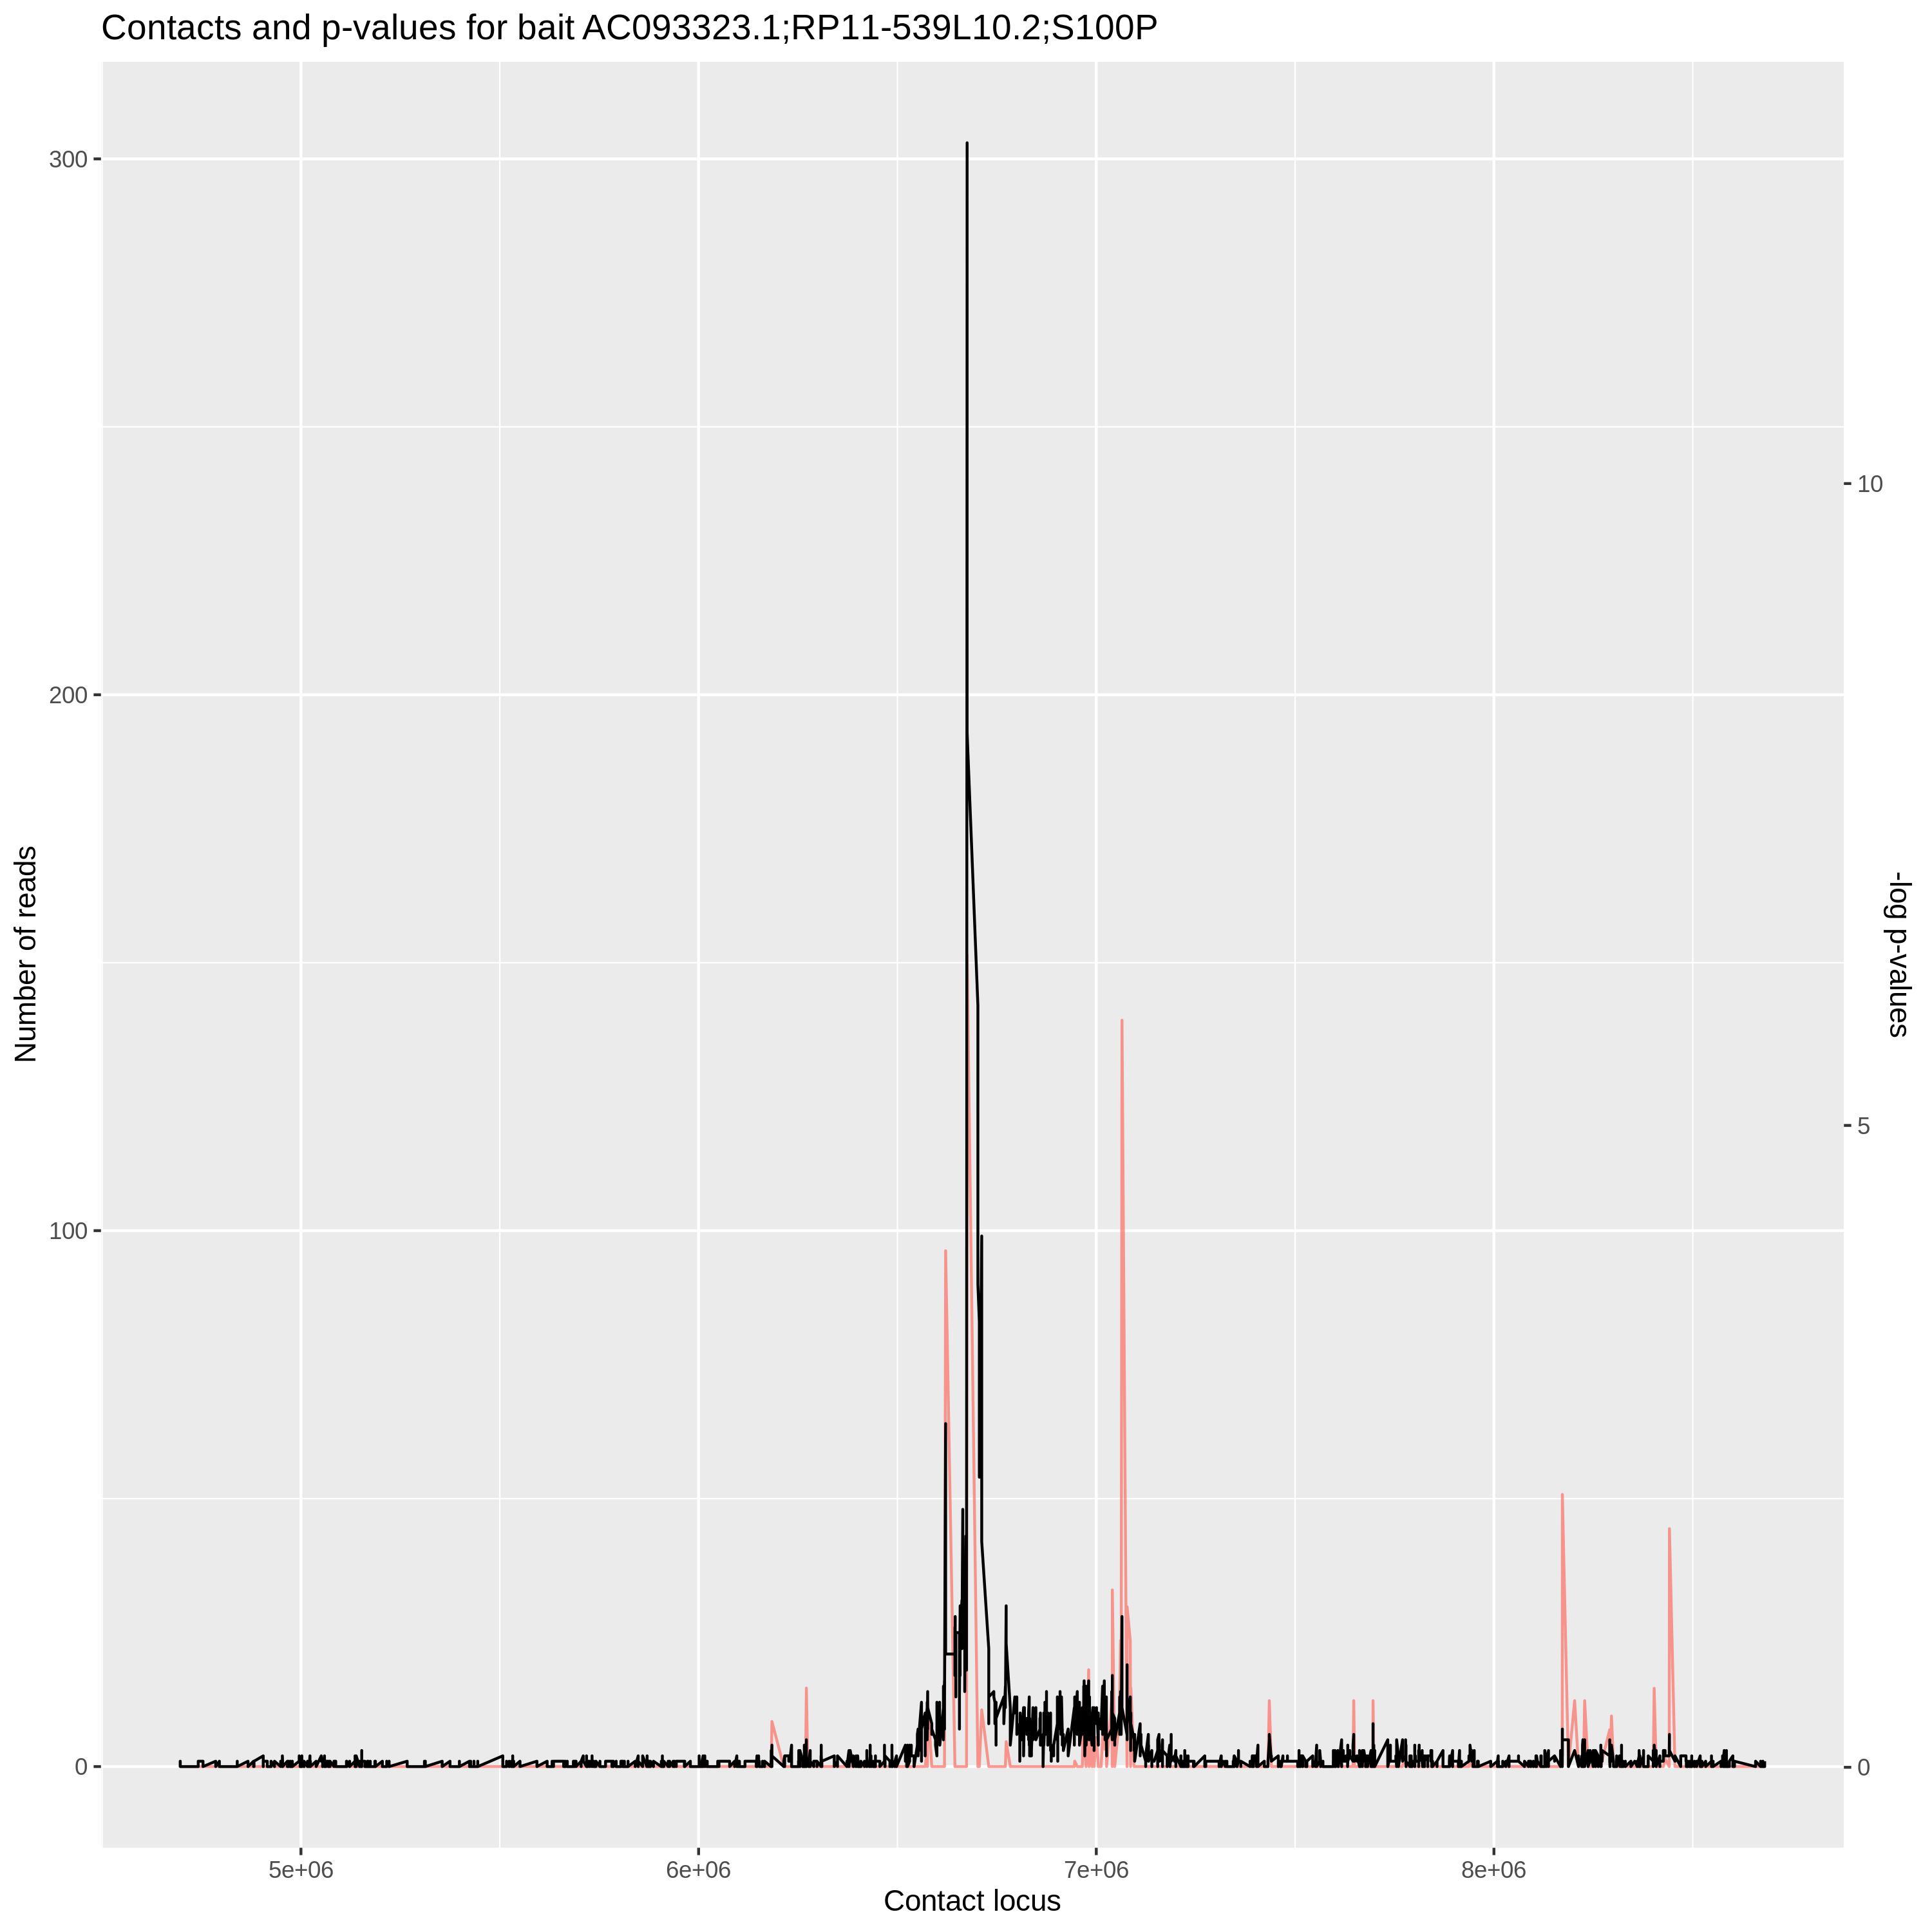 Contacts and p-values for bait AC093323.1;RP11-539L10.2;S100P
300
200
100
0
Number of reads
10
5
0
-log p-values
5e+06
6e+06
7e+06
8e+06
Contact locus